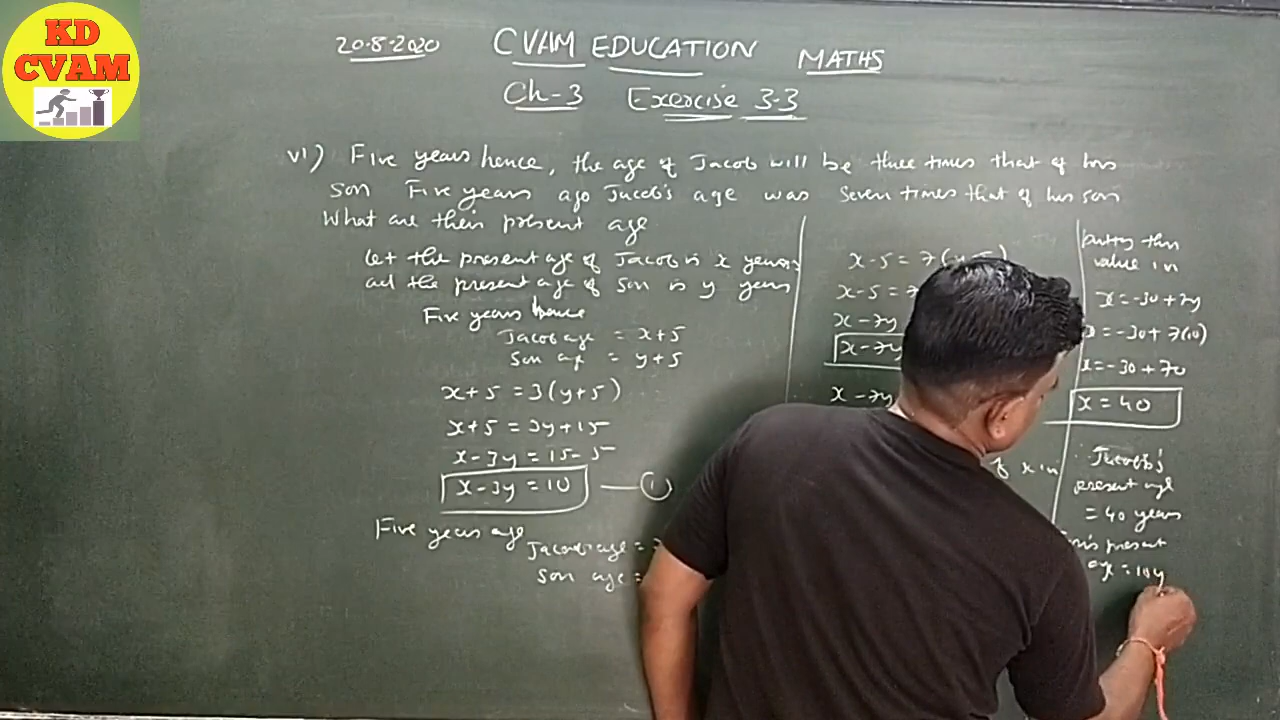 KD
CVAM
20.8.2020 CVAM EDUCATION MATHS
Ch-3 Exercise 3.3
vi) Five years hence, the age of Jacob will be three times that of his
son Five years ago Jacob's age was seven times that of his son
What are their present age
let the present age of Jacob is x years
and the present age of son is y years
Five years hence
Jacob age = x+5
Son age = y+5
x+5 = 3(y+5)
x+5 = 3y+15
x-3y = 15-5
x-3y = 10 — 1
Five years ago
Jacob age =
Son age =
x-5 = 7(y-5)
x-5 = 7
x-7y
x-7y
x-7y
of x in
putting this
value in
x = -30+7y
x = -30+7(10)
x = -30+70
x = 40
Jacob's
present age
= 40 years
present
age = 10 y